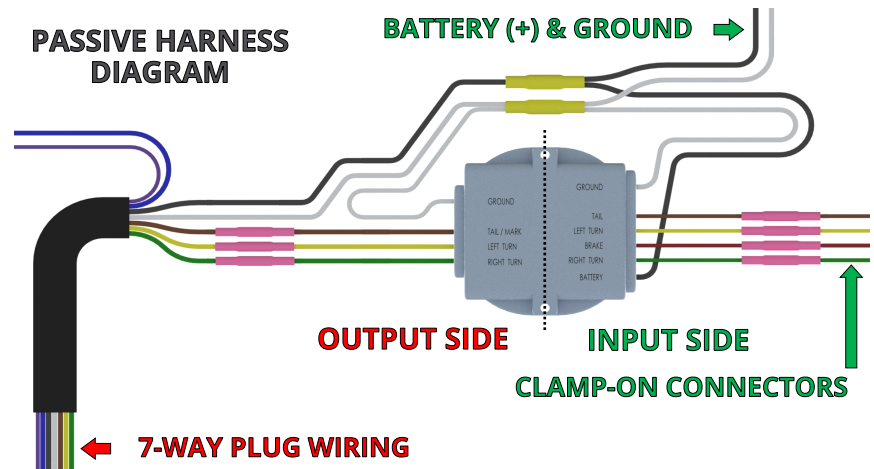 PASSIVE HARNESS
DIAGRAM
BATTERY (+) & GROUND
GROUND
TAIL / MARK
LEFT TURN
RIGHT TURN
GROUND
TAIL
LEFT TURN
BRAKE
RIGHT TURN
BATTERY
OUTPUT SIDE
INPUT SIDE
CLAMP-ON CONNECTORS
7-WAY PLUG WIRING